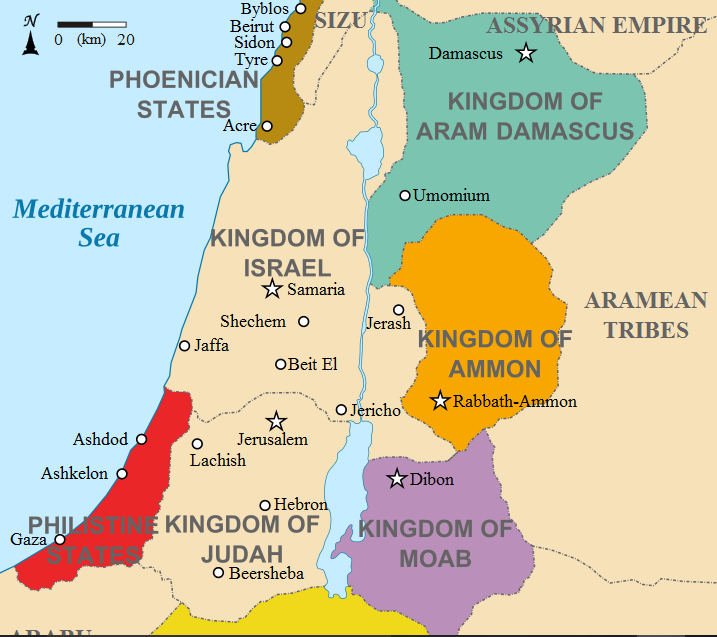 Byblos
N
0 (km) 20
SIZU
ASSYRIAN EMPIRE
Beirut
Sidon
Damascus
Tyre
PHOENICIAN
STATES
KINGDOM OF
ARAM DAMASCUS
Acre
Umomium
Mediterranean
Sea
KINGDOM OF
ISRAEL
Samaria
ARAMEAN
TRIBES
Shechem
Jerash
Jaffa
KINGDOM OF
AMMON
Beit El
Rabbath-Ammon
Jericho
Jerusalem
Ashdod
Lachish
Ashkelon
Dibon
Hebron
PHILISTINE
STATES
Gaza
KINGDOM OF
JUDAH
KINGDOM OF
MOAB
Beersheba
ARABU